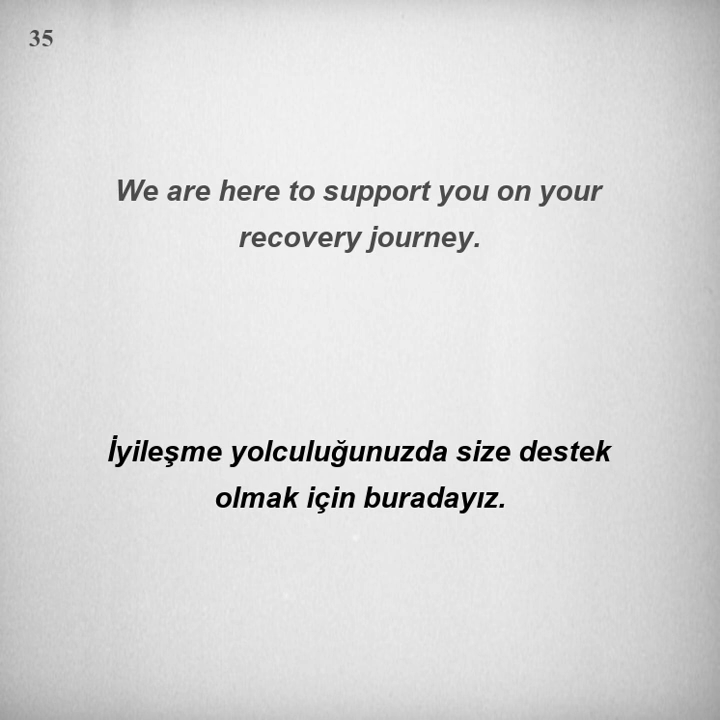 35
We are here to support you on your
recovery journey.
İyileşme yolculuğunuzda size destek
olmak için buradayız.